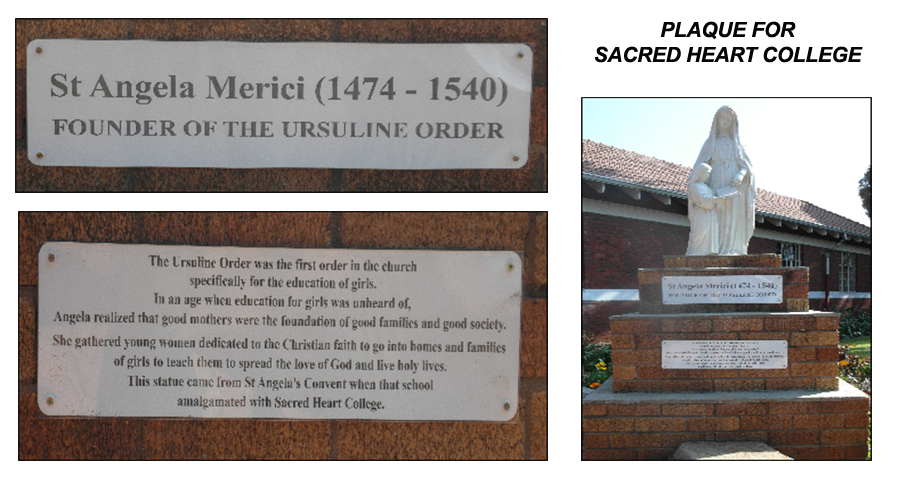 St Angela Merici (1474 - 1540)
FOUNDER OF THE URSULINE ORDER
The Ursuline Order was the first order in the church
specifically for the education of girls.
In an age when education for girls was unheard of,
Angela realized that good mothers were the foundation of good families and good society.
She gathered young women dedicated to the Christian faith to go into homes and families
of girls to teach them to spread the love of God and live holy lives.
This statue came from St Angela's Convent when that school
amalgamated with Sacred Heart College.
PLAQUE FOR
SACRED HEART COLLEGE
St Angela Merici (1474 - 1540)
FOUNDER OF THE URSULINE ORDER